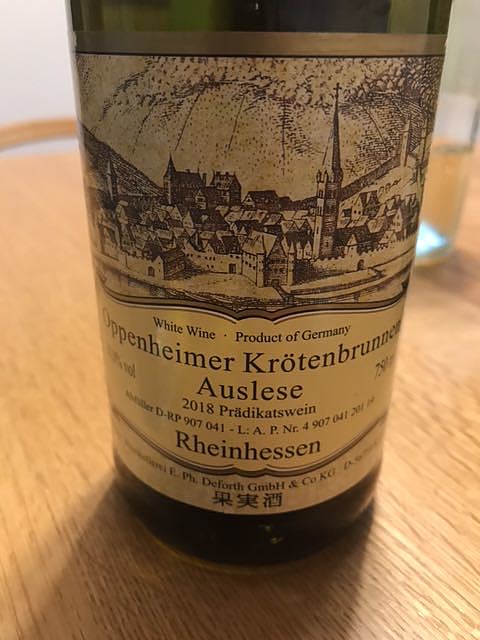 White Wine · Product of Germany
Oppenheimer Krötenbrunnen
vol
750
Auslese
2018 Prädikatswein
Abfüller D-RP 907 041 - L: A. P. Nr. 4 907 041 201 19
Rheinhessen
E. Ph. Deforth GmbH & Co KG
果実酒